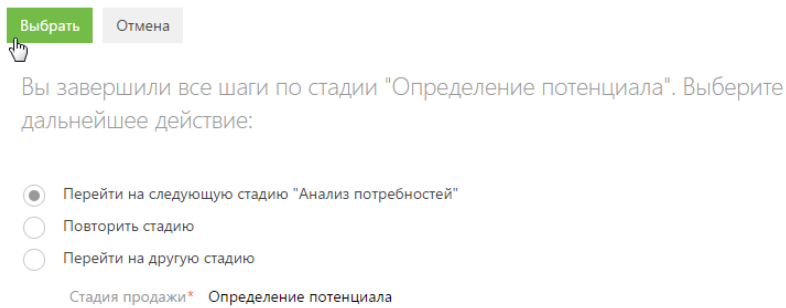 Выбрать Отмена
Вы завершили все шаги по стадии "Определение потенциала". Выберите
дальнейшее действие:
Перейти на следующую стадию "Анализ потребностей"
Повторить стадию
Перейти на другую стадию
Стадия продажи* Определение потенциала